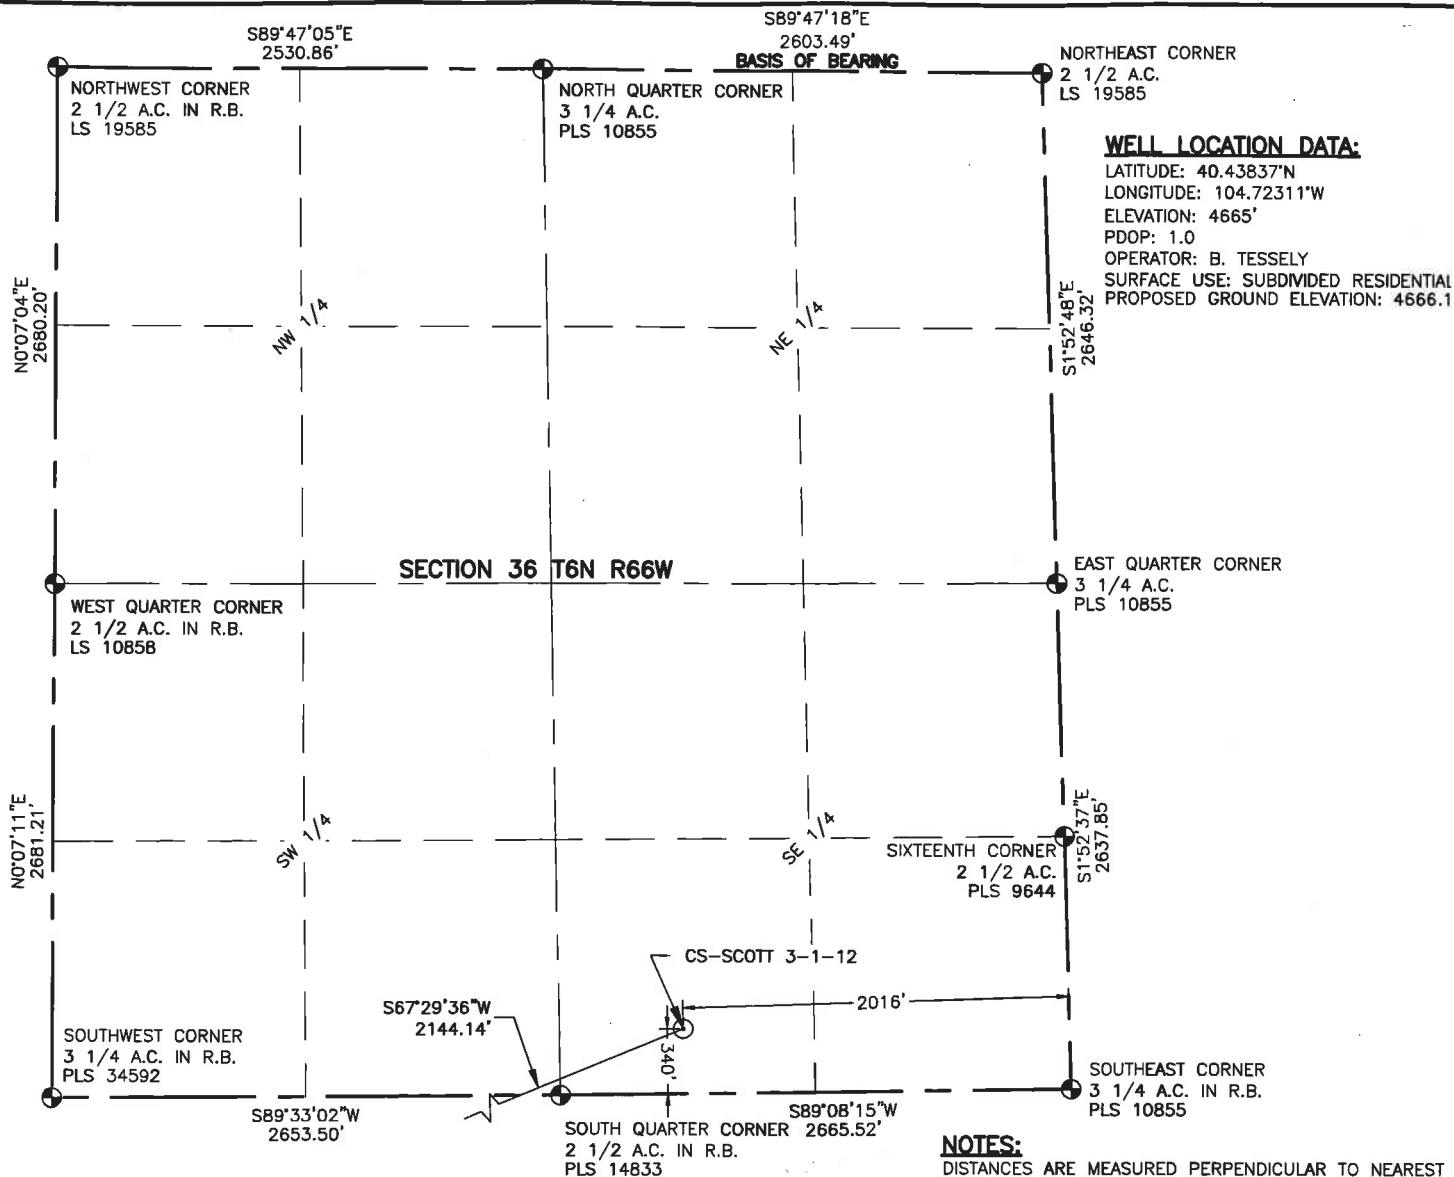 S89°47'05"E
2530.86'
S89°47'18"E
2603.49'
BASIS OF BEARING
NORTHWEST CORNER
2 1/2 A.C. IN R.B.
LS 19585
NORTH QUARTER CORNER
3 1/4 A.C.
PLS 10855
NORTHEAST CORNER
2 1/2 A.C.
LS 19585
WELL LOCATION DATA:
LATITUDE: 40.43837°N
LONGITUDE: 104.72311°W
ELEVATION: 4665'
PDOP: 1.0
OPERATOR: B. TESSELY
SURFACE USE: SUBDIVIDED RESIDENTIAL
PROPOSED GROUND ELEVATION: 4666.1
N0°07'04"E
2680.20'
NW 1/4
NE 1/4
S1°52'48"E
2646.32'
SECTION 36 T6N R66W
WEST QUARTER CORNER
2 1/2 A.C. IN R.B.
LS 10858
EAST QUARTER CORNER
3 1/4 A.C.
PLS 10855
N0°07'11"E
2681.21'
SW 1/4
SE 1/4
S1°52'37"E
2637.85'
SIXTEENTH CORNER
2 1/2 A.C.
PLS 9644
CS-SCOTT 3-1-12
S67°29'36"W
2144.14'
2016'
340'
SOUTHWEST CORNER
3 1/4 A.C. IN R.B.
PLS 34592
SOUTHEAST CORNER
3 1/4 A.C. IN R.B.
PLS 10855
S89°33'02"W
2653.50'
SOUTH QUARTER CORNER
2 1/2 A.C. IN R.B.
PLS 14833
S89°08'15"W
2665.52'
NOTES:
DISTANCES ARE MEASURED PERPENDICULAR TO NEAREST